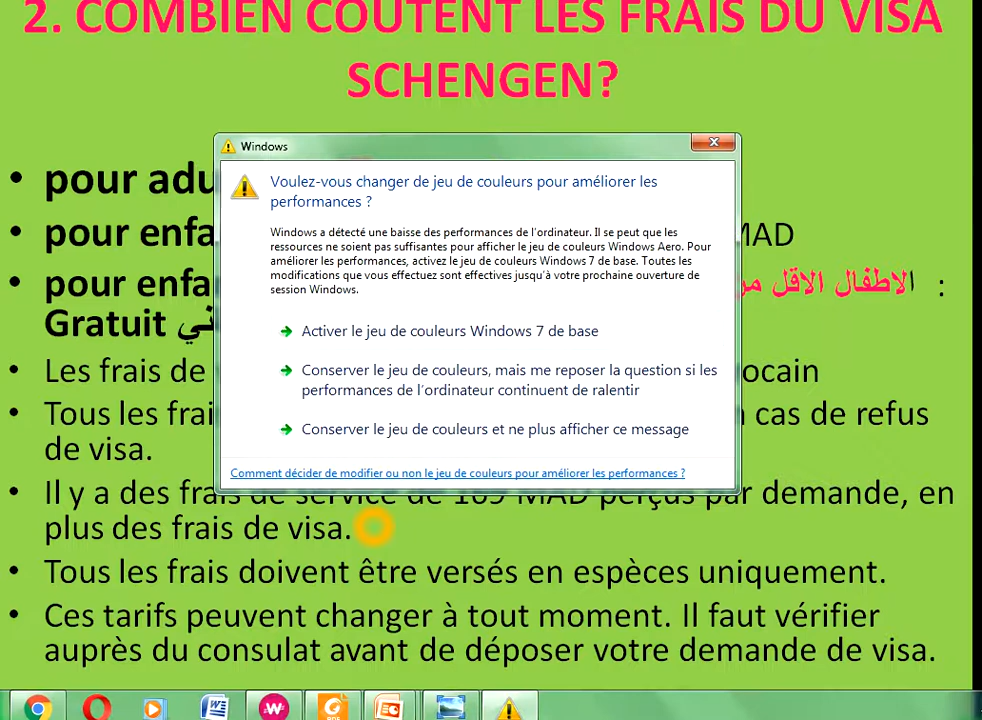 2. COMBIEN COUTENT LES FRAIS DU VISA
SCHENGEN?
• pour adu
• pour enfa MAD
• pour enfa الاطفال الاقل من :
Gratuit ني
• Les frais de ocain
• Tous les frai cas de refus
de visa.
• Il y a des frais de service de 169 MAD perçus par demande, en
plus des frais de visa.
• Tous les frais doivent être versés en espèces uniquement.
• Ces tarifs peuvent changer à tout moment. Il faut vérifier
auprès du consulat avant de déposer votre demande de visa.
Windows
Voulez-vous changer de jeu de couleurs pour améliorer les
performances ?
Windows a détecté une baisse des performances de l'ordinateur. Il se peut que les
ressources ne soient pas suffisantes pour afficher le jeu de couleurs Windows Aero. Pour
améliorer les performances, activez le jeu de couleurs Windows 7 de base. Toutes les
modifications que vous effectuez sont effectives jusqu'à votre prochaine ouverture de
session Windows.
Activer le jeu de couleurs Windows 7 de base
Conserver le jeu de couleurs, mais me reposer la question si les
performances de l'ordinateur continuent de ralentir
Conserver le jeu de couleurs et ne plus afficher ce message
Comment décider de modifier ou non le jeu de couleurs pour améliorer les performances ?